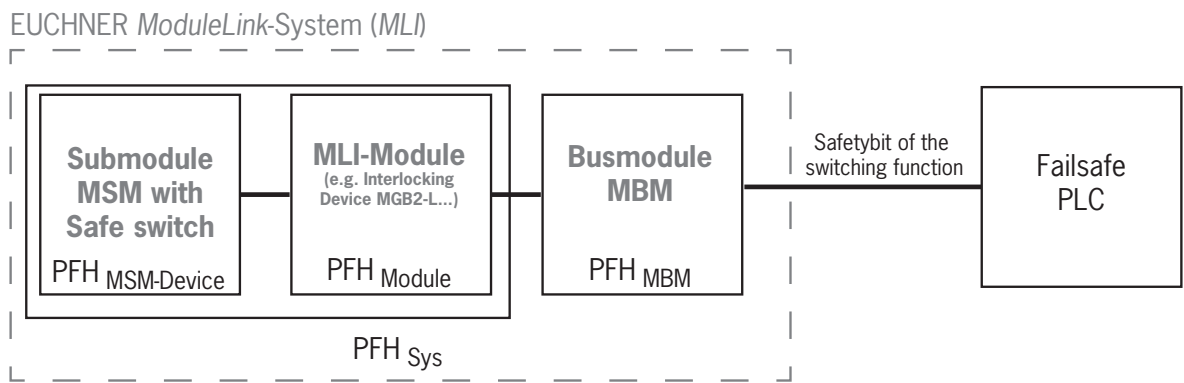 EUCHNER ModuleLink-System (MLI)
Submodule
MSM with
Safe switch
PFH MSM-Device
MLI-Module
(e.g. Interlocking
Device MGB2-L...)
PFH Module
Busmodule
MBM
PFH MBM
PFH Sys
Safetybit of the
switching function
Failsafe
PLC